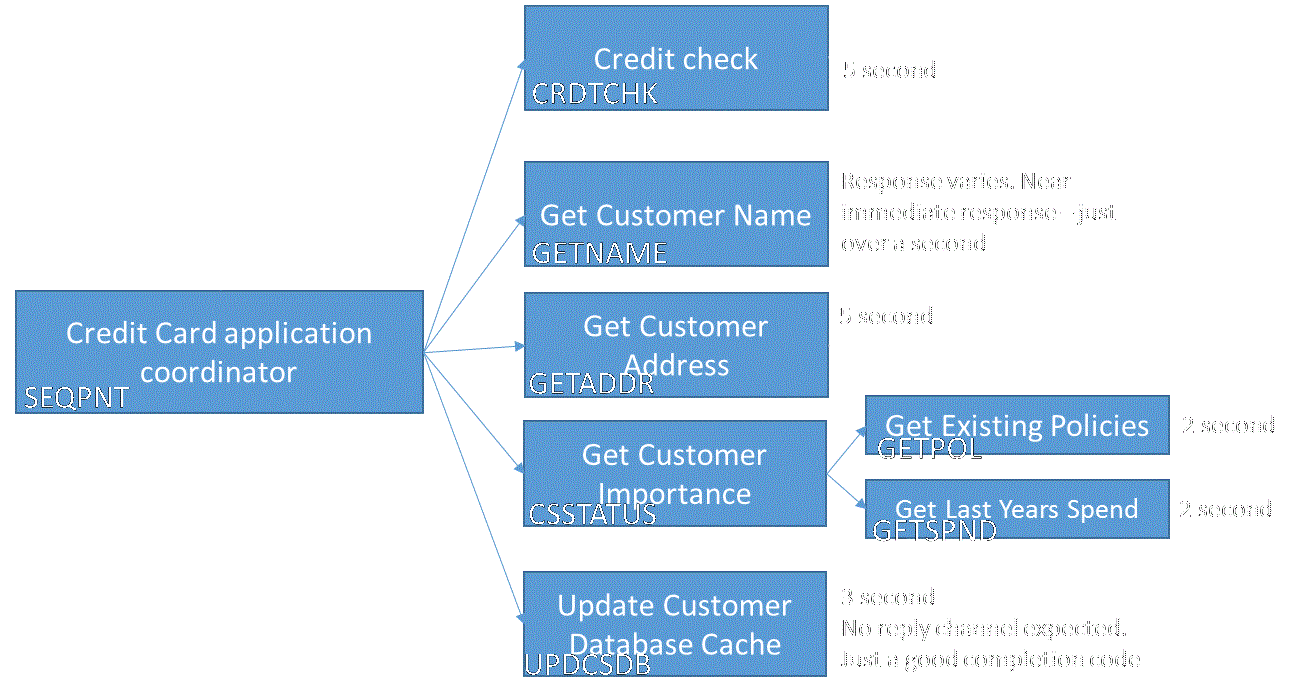 Credit check
CRDTCHK
5 second
Get Customer Name
GETNAME
Response varies. Near
immediate response - just
over a second
Credit Card application
coordinator
SEQPNT
Get Customer
Address
GETADDR
5 second
Get Customer
Importance
CSSTATUS
Get Existing Policies
GETPOL
2 second
Get Last Years Spend
GETSPND
2 second
Update Customer
Database Cache
UPDCSDB
3 second
No reply channel expected.
Just a good completion code